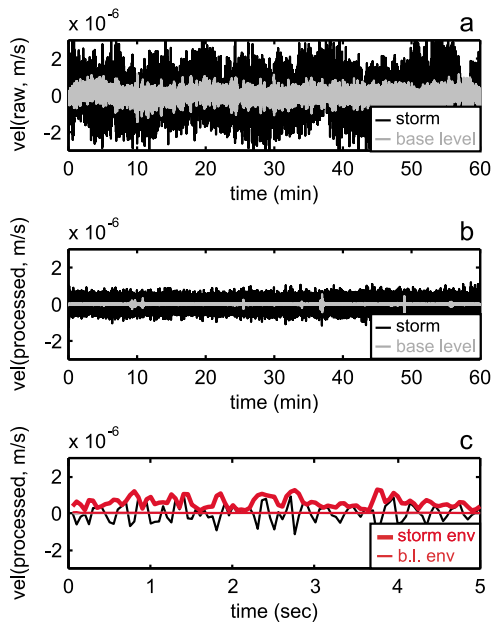 x 10-6
a
vel(raw, m/s)
2
0
-2
storm
base level
0 10 20 30 40 50 60
time (min)
x 10-6
b
vel(processed, m/s)
2
0
-2
storm
base level
0 10 20 30 40 50 60
time (min)
x 10-6
c
vel(processed, m/s)
2
0
-2
storm env
b.l. env
0 1 2 3 4 5
time (sec)